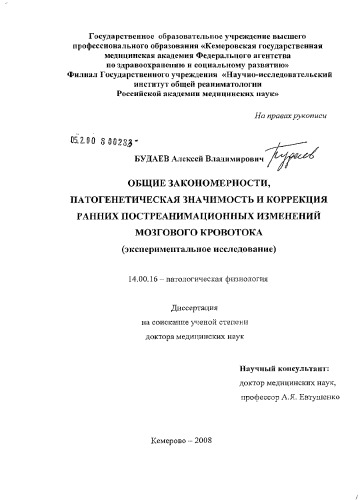 Государственное образовательное учреждение высшего
профессионального образования «Кемеровская государственная
медицинская академия Федерального агентства
по здравоохранению и социальному развитию»
Филиал Государственного учреждения «Научно-исследовательский
институт общей реаниматологии
Российской академии медицинских наук»
На правах рукописи
05.2.00 8 00283
БУДАЕВ Алексей Владимирович
ОБЩИЕ ЗАКОНОМЕРНОСТИ,
ПАТОГЕНЕТИЧЕСКАЯ ЗНАЧИМОСТЬ И КОРРЕКЦИЯ
РАННИХ ПОСТРЕАНИМАЦИОННЫХ ИЗМЕНЕНИЙ
МОЗГОВОГО КРОВОТОКА
(экспериментальное исследование)
14.00.16 – патологическая физиология
Диссертация
на соискание ученой степени
доктора медицинских наук
Научный консультант:
доктор медицинских наук,
профессор А.Я. Евтушенко
Кемерово – 2008